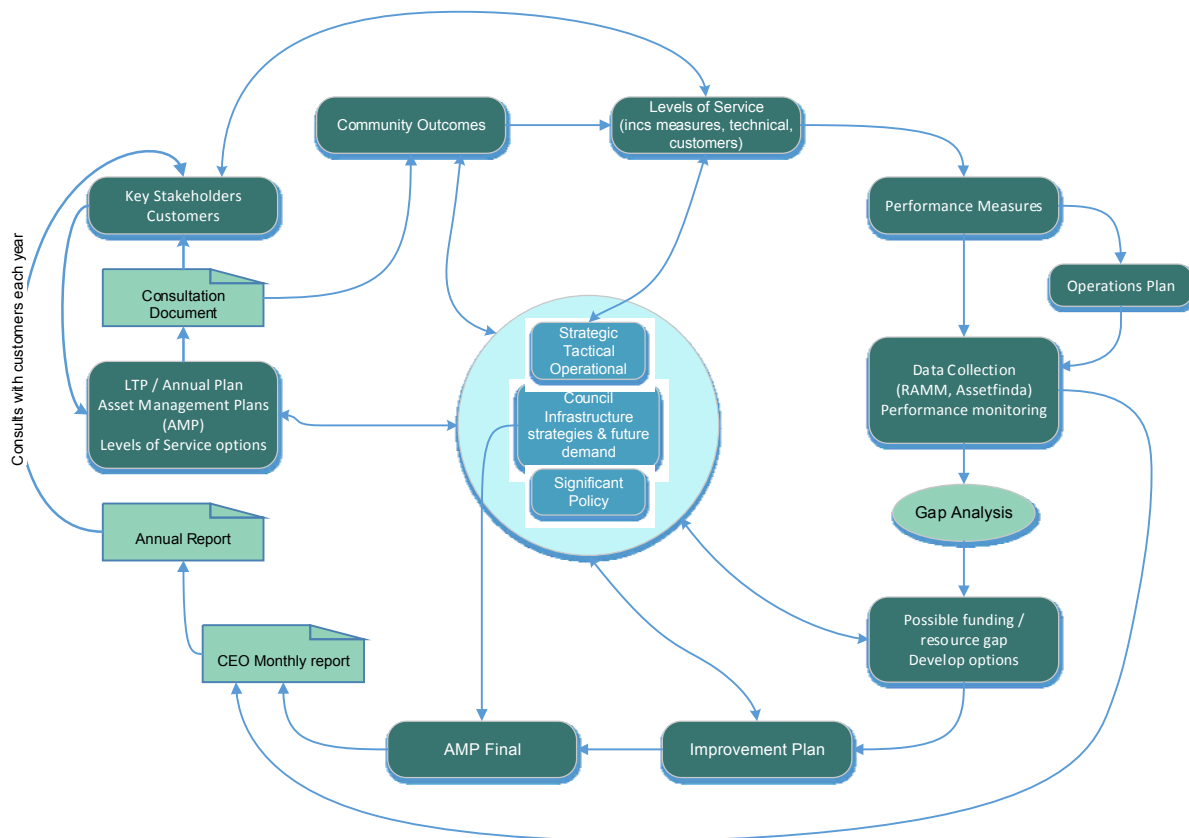 Community Outcomes
Levels of Service
(incs measures, technical,
customers)
Key Stakeholders
Customers
Performance Measures
Consults with customers each year
Consultation
Document
Operations Plan
Strategic
Tactical
Operational
LTP / Annual Plan
Asset Management Plans
(AMP)
Levels of Service options
Council
Infrastructure
strategies & future
demand
Data Collection
(RAMM, Assetfinda)
Performance monitoring
Significant
Policy
Gap Analysis
Annual Report
Possible funding /
resource gap
Develop options
CEO Monthly report
AMP Final
Improvement Plan